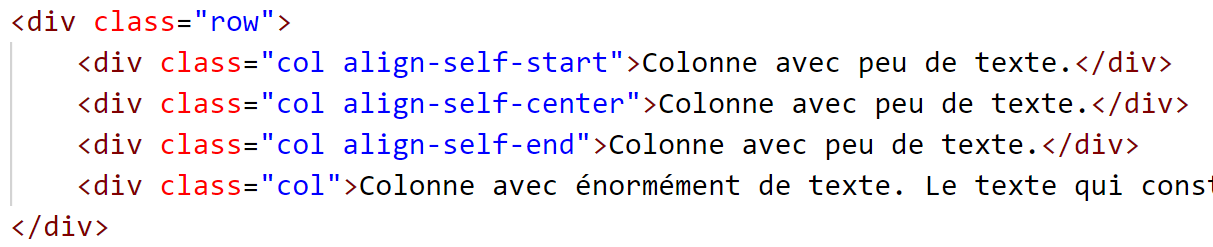 <div class="row">
<div class="col align-self-start">Colonne avec peu de texte.</div>
<div class="col align-self-center">Colonne avec peu de texte.</div>
<div class="col align-self-end">Colonne avec peu de texte.</div>
<div class="col">Colonne avec énormément de texte. Le texte qui const
</div>